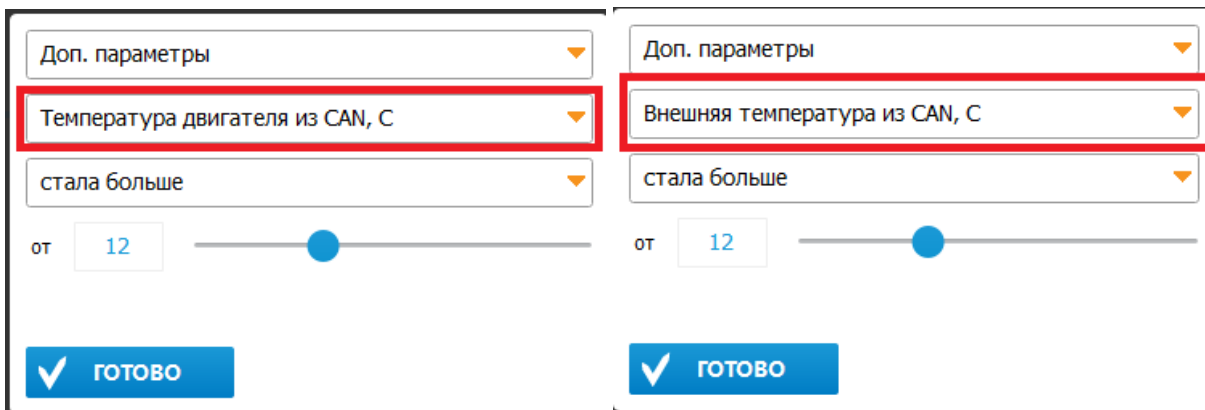 Доп. параметры
Температура двигателя из CAN, C
стала больше
от 12
ГОТОВО
Доп. параметры
Внешняя температура из CAN, C
стала больше
от 12
ГОТОВО